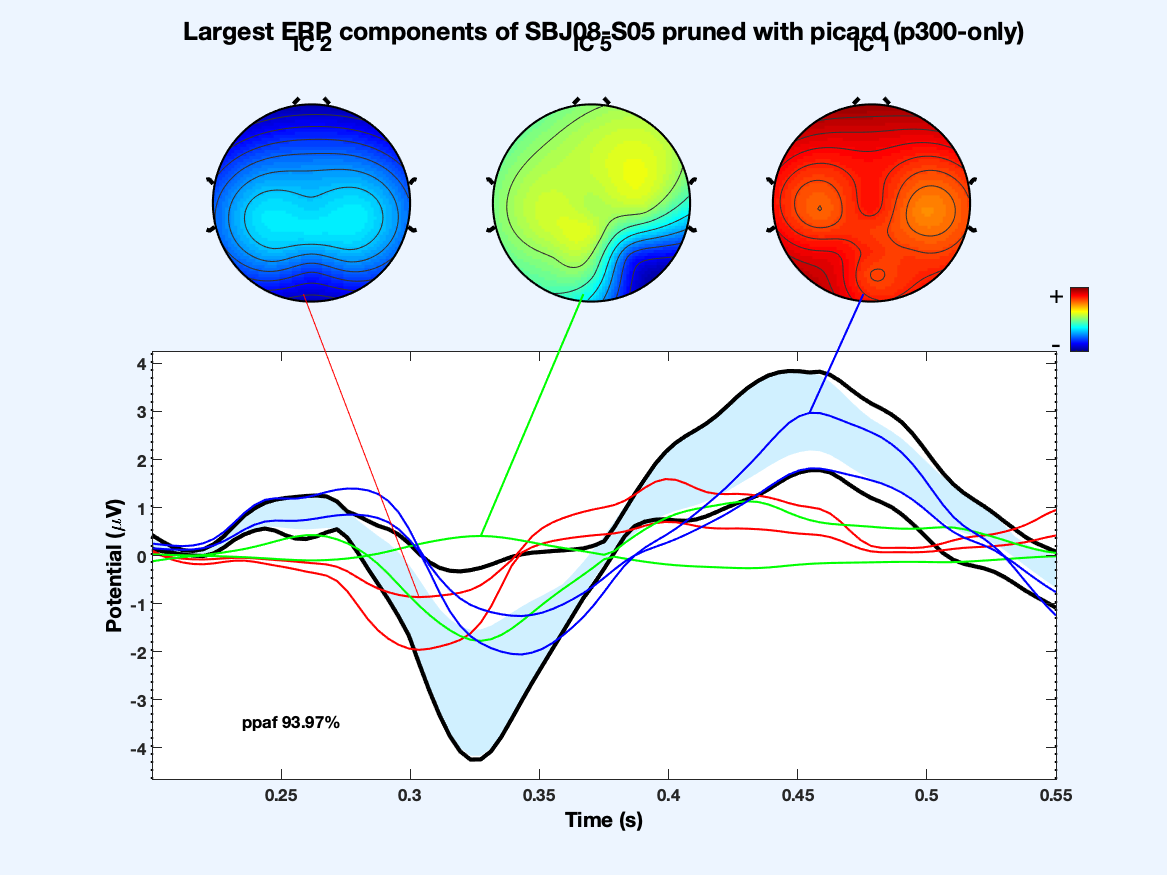 Largest ERP components of SBJ08-S05 pruned with picard (p300-only)
IC 2 IC 5 IC 1
+
-
4
3
2
1
0
-1
-2
-3
-4
Potential (μV)
ppaf 93.97%
0.25 0.3 0.35 0.4 0.45 0.5 0.55
Time (s)